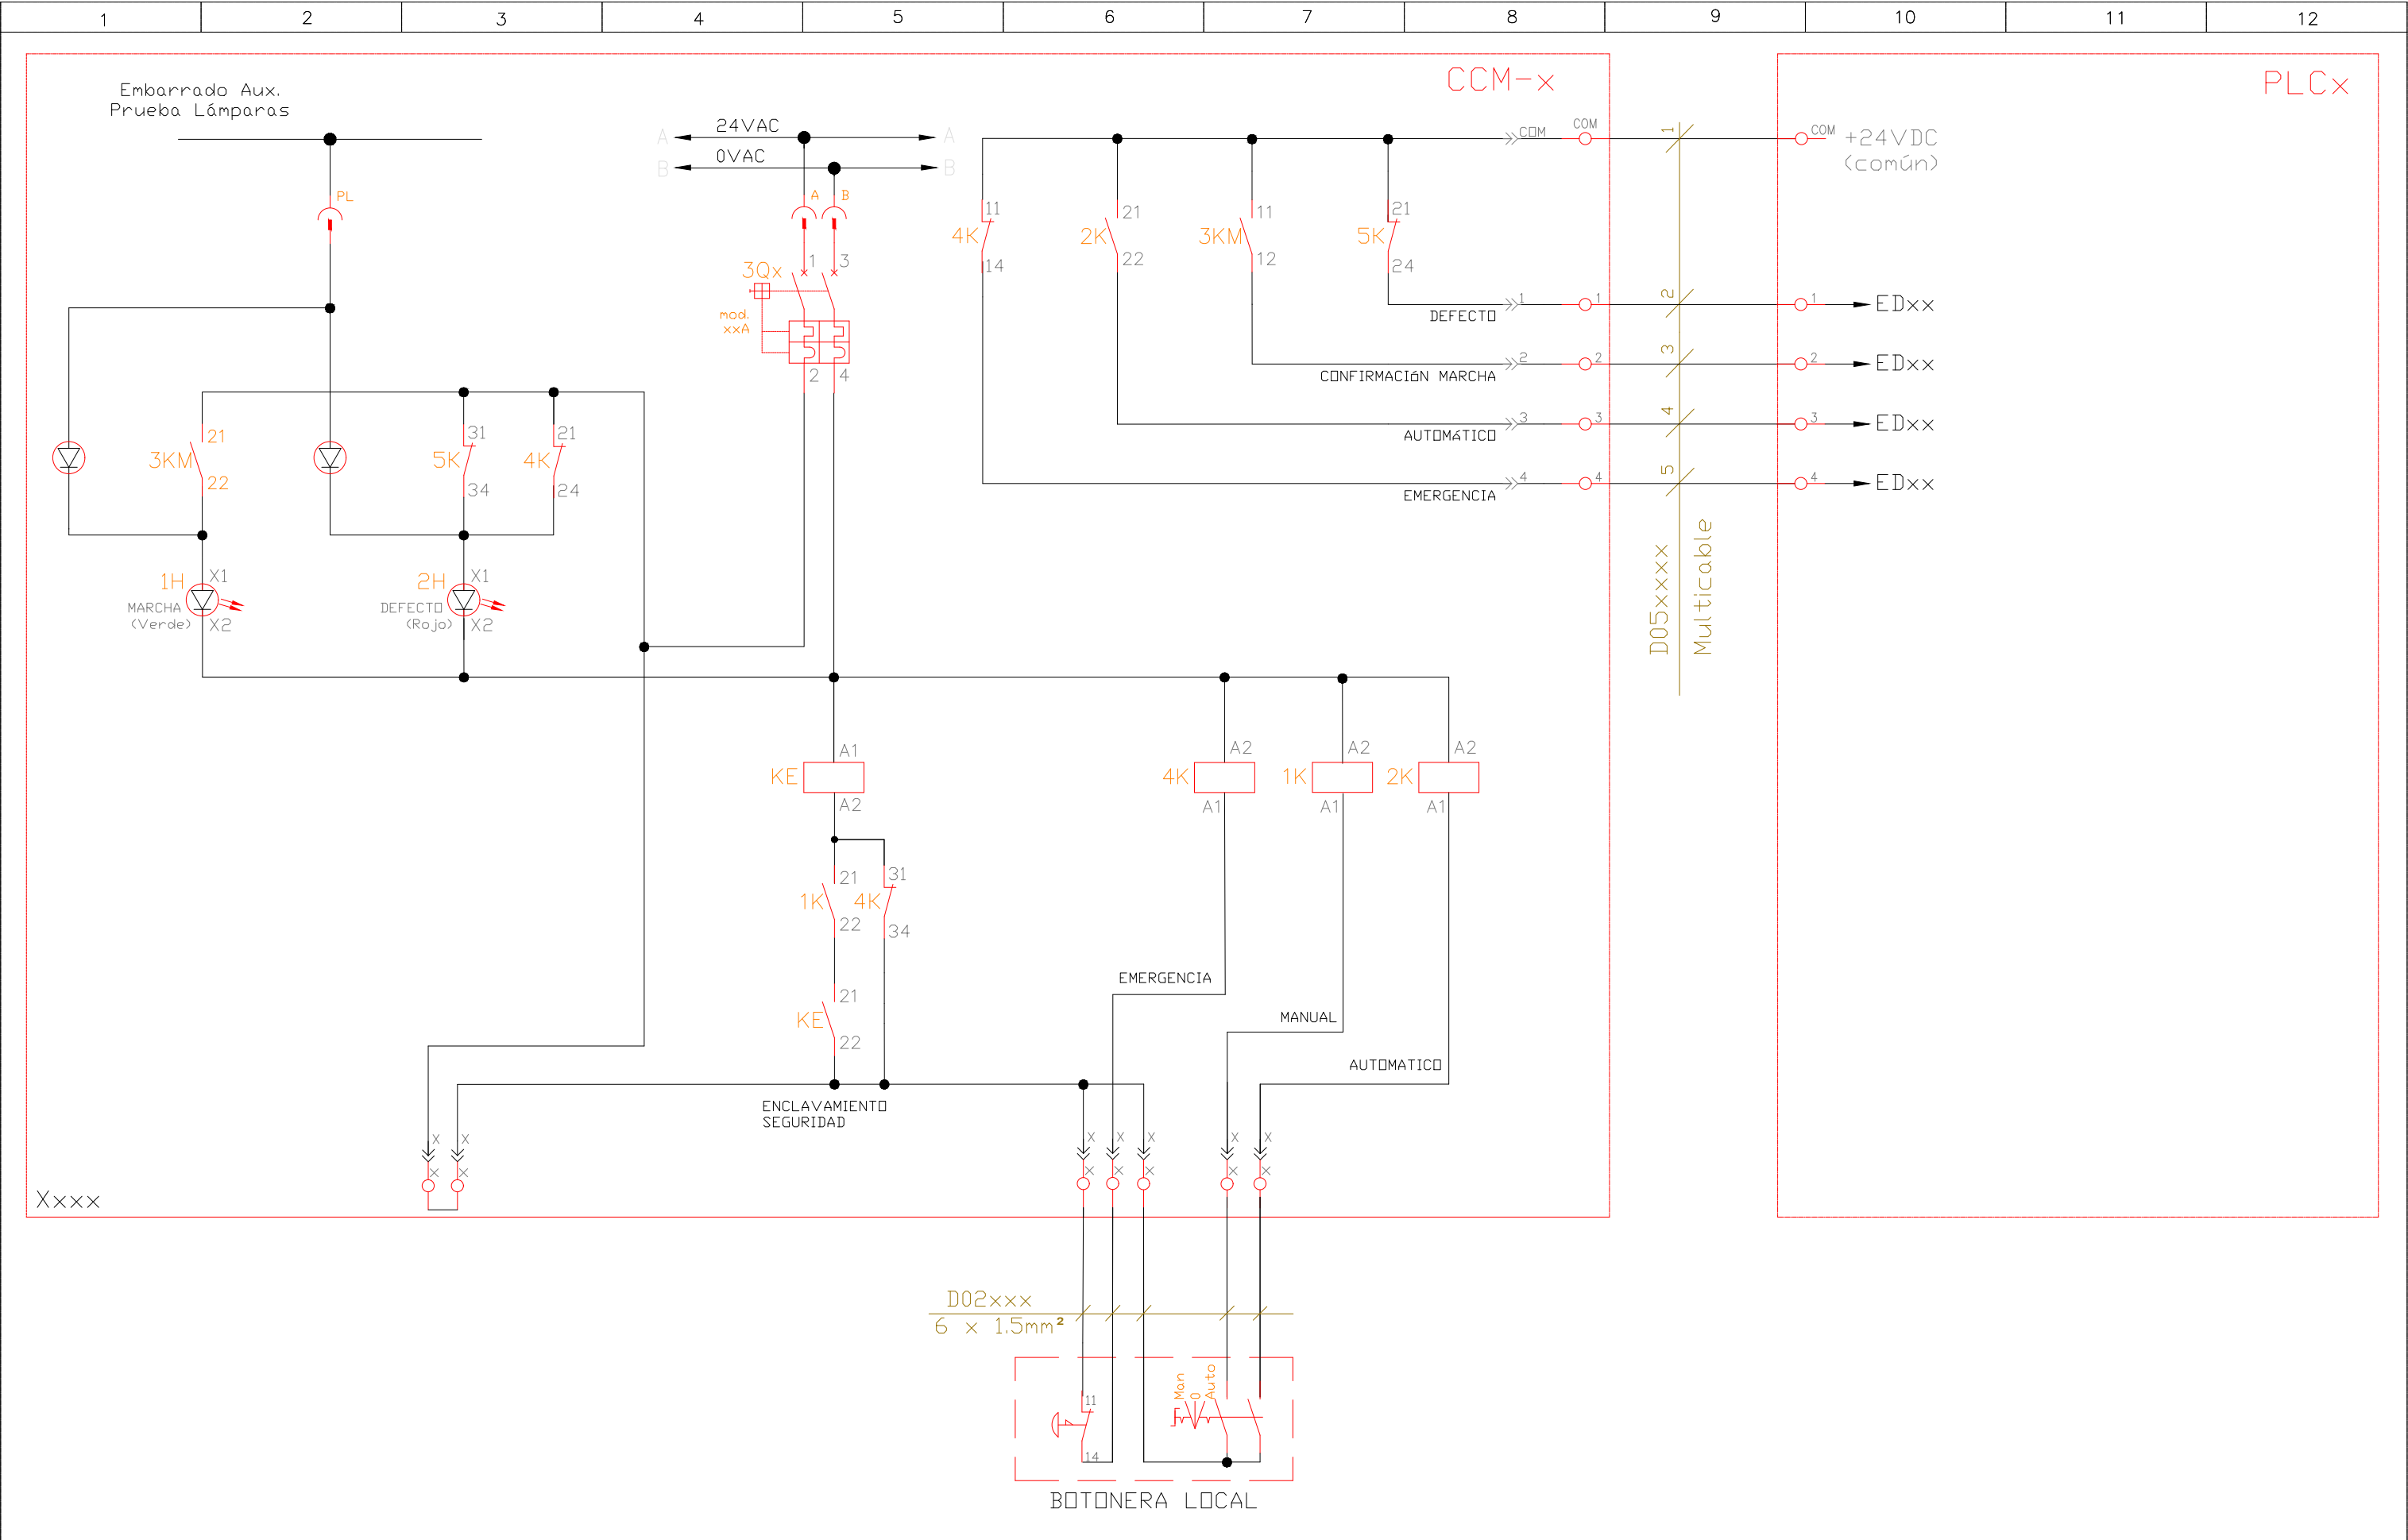 1 2 3 4 5 6 7 8 9 10 11 12
Embarrado Aux.
Prueba Lámparas
CCM-x
PLCx
A 24VAC A
B 0VAC B
PL
A B
COM COM 1 COM +24VDC
(común)
11
4K
14
21
2K
22
11
3KM
12
21
5K
24
1 3
3Qx
mod.
xxA
2 4
DEFECTO 1 1 2 1 EDxx
CONFIRMACIóN MARCHA 2 2 3 2 EDxx
AUTOMáTICO 3 3 4 3 EDxx
EMERGENCIA 4 4 5 4 EDxx
D05xxxx
Multicable
21
3KM
22
31
5K
34
21
4K
24
1H X1
MARCHA
(Verde) X2
2H X1
DEFECTO
(Rojo) X2
A1
KE
A2
A2
4K
A1
A2
1K
A1
A2
2K
A1
21
1K
22
31
4K
34
21
KE
22
EMERGENCIA
MANUAL
AUTOMATICO
ENCLAVAMIENTO
SEGURIDAD
X X
X X
X X X X X
X X X X
Xxxx
D02xxx
6 x 1.5mm²
11
14
Man
0
Auto
BOTONERA LOCAL